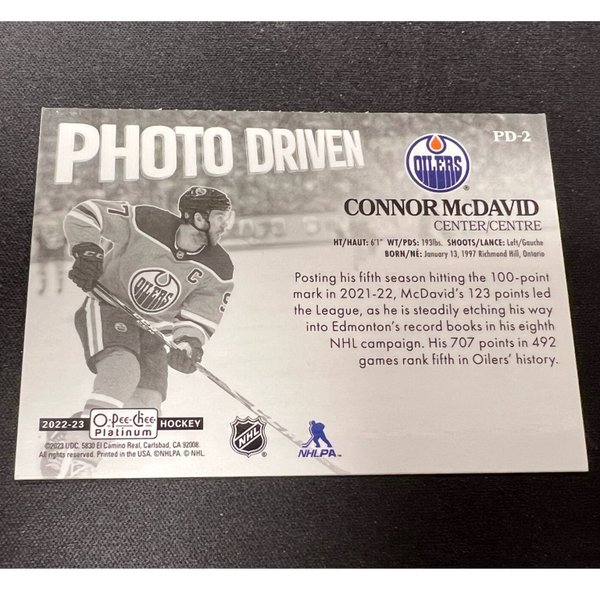 PHOTO DRIVEN
PD-2
OILERS
CONNOR McDAVID
CENTER/CENTRE
HT/HAUT: 6'1" WT/PDS: 193lbs. SHOOTS/LANCE: Left/Gauche
BORN/NÉ: January 13, 1997 Richmond Hill, Ontario
Posting his fifth season hitting the 100-point
mark in 2021-22, McDavid's 123 points led
the League, as he is steadily etching his way
into Edmonton's record books in his eighth
NHL campaign. His 707 points in 492
games rank fifth in Oilers' history.
C
OILERS
2022-23 O-Pee-Chee Platinum HOCKEY
©2023 UDC. 5830 El Camino Real, Carlsbad, CA 92008.
All rights reserved. Printed in the USA. ©NHLPA. © NHL.
NHL
NHLPA